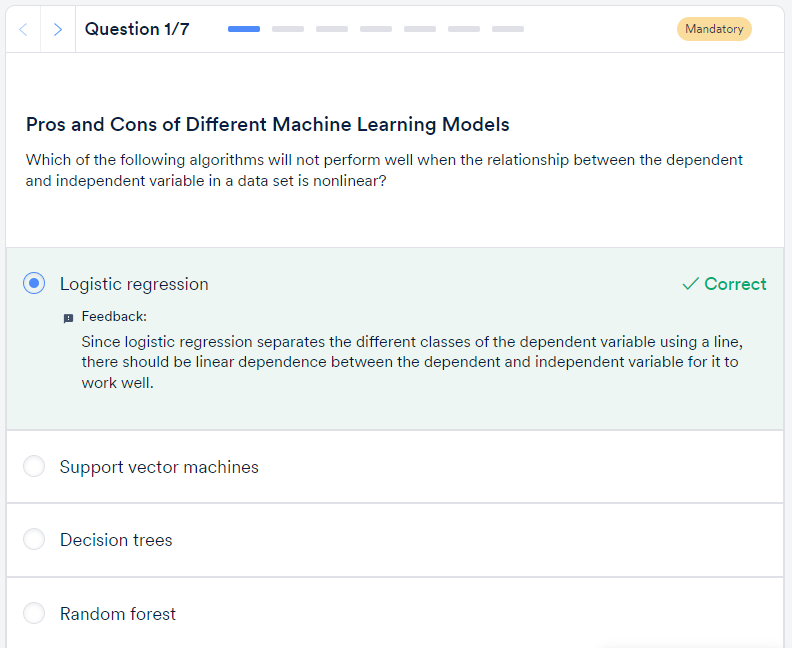 Question 1/7
Mandatory
Pros and Cons of Different Machine Learning Models
Which of the following algorithms will not perform well when the relationship between the dependent
and independent variable in a data set is nonlinear?
Logistic regression
Correct
Feedback:
Since logistic regression separates the different classes of the dependent variable using a line,
there should be linear dependence between the dependent and independent variable for it to
work well.
Support vector machines
Decision trees
Random forest